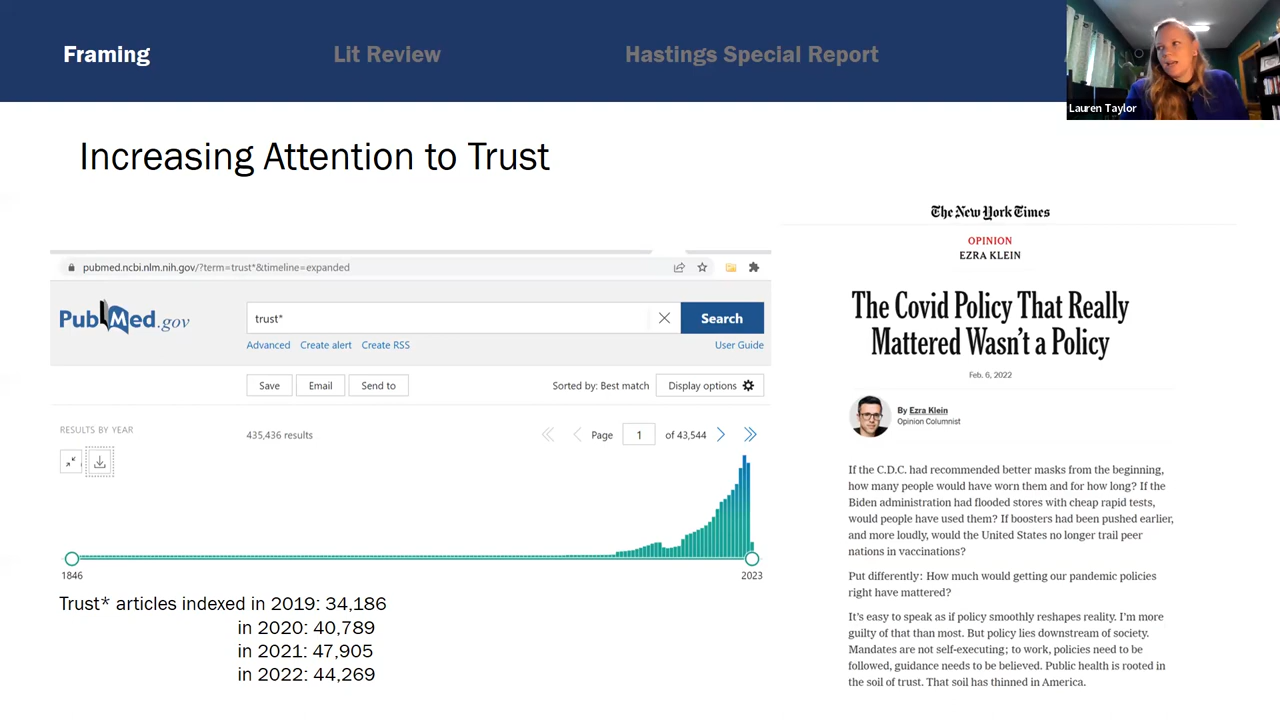 Framing
Lit Review
Hastings Special Report
Lauren Taylor
Increasing Attention to Trust
pubmed.ncbi.nlm.nih.gov/?term=trust*&timeline=expanded
PubMed.gov
trust*
Search
Advanced
Create alert
Create RSS
User Guide
Save
Email
Send to
Sorted by: Best match
Display options
RESULTS BY YEAR
435,436 results
Page
1
of 43,544
1846
2023
Trust* articles indexed in 2019: 34,186
in 2020: 40,789
in 2021: 47,905
in 2022: 44,269
The New York Times
OPINION
EZRA KLEIN
The Covid Policy That Really
Mattered Wasn’t a Policy
Feb. 6, 2022
By Ezra Klein
Opinion Columnist
If the C.D.C. had recommended better masks from the beginning,
how many people would have worn them and for how long? If the
Biden administration had flooded stores with cheap rapid tests,
would people have used them? If boosters had been pushed earlier,
and more loudly, would the United States no longer trail peer
nations in vaccinations?
Put differently: How much would getting our pandemic policies
right have mattered?
It’s easy to speak as if policy smoothly reshapes reality. I’m more
guilty of that than most. But policy lies downstream of society.
Mandates are not self-executing; to work, policies need to be
followed, guidance needs to be believed. Public health is rooted in
the soil of trust. That soil has thinned in America.